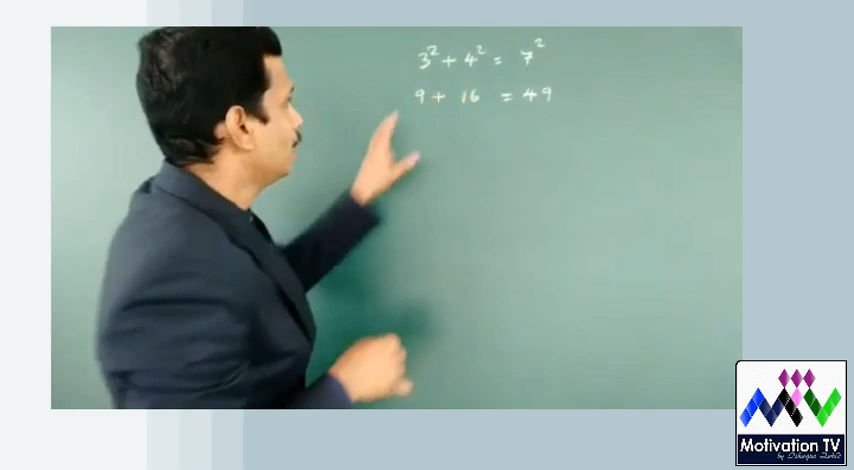 3² + 4² = 7²
9 + 16 = 49
Motivation TV